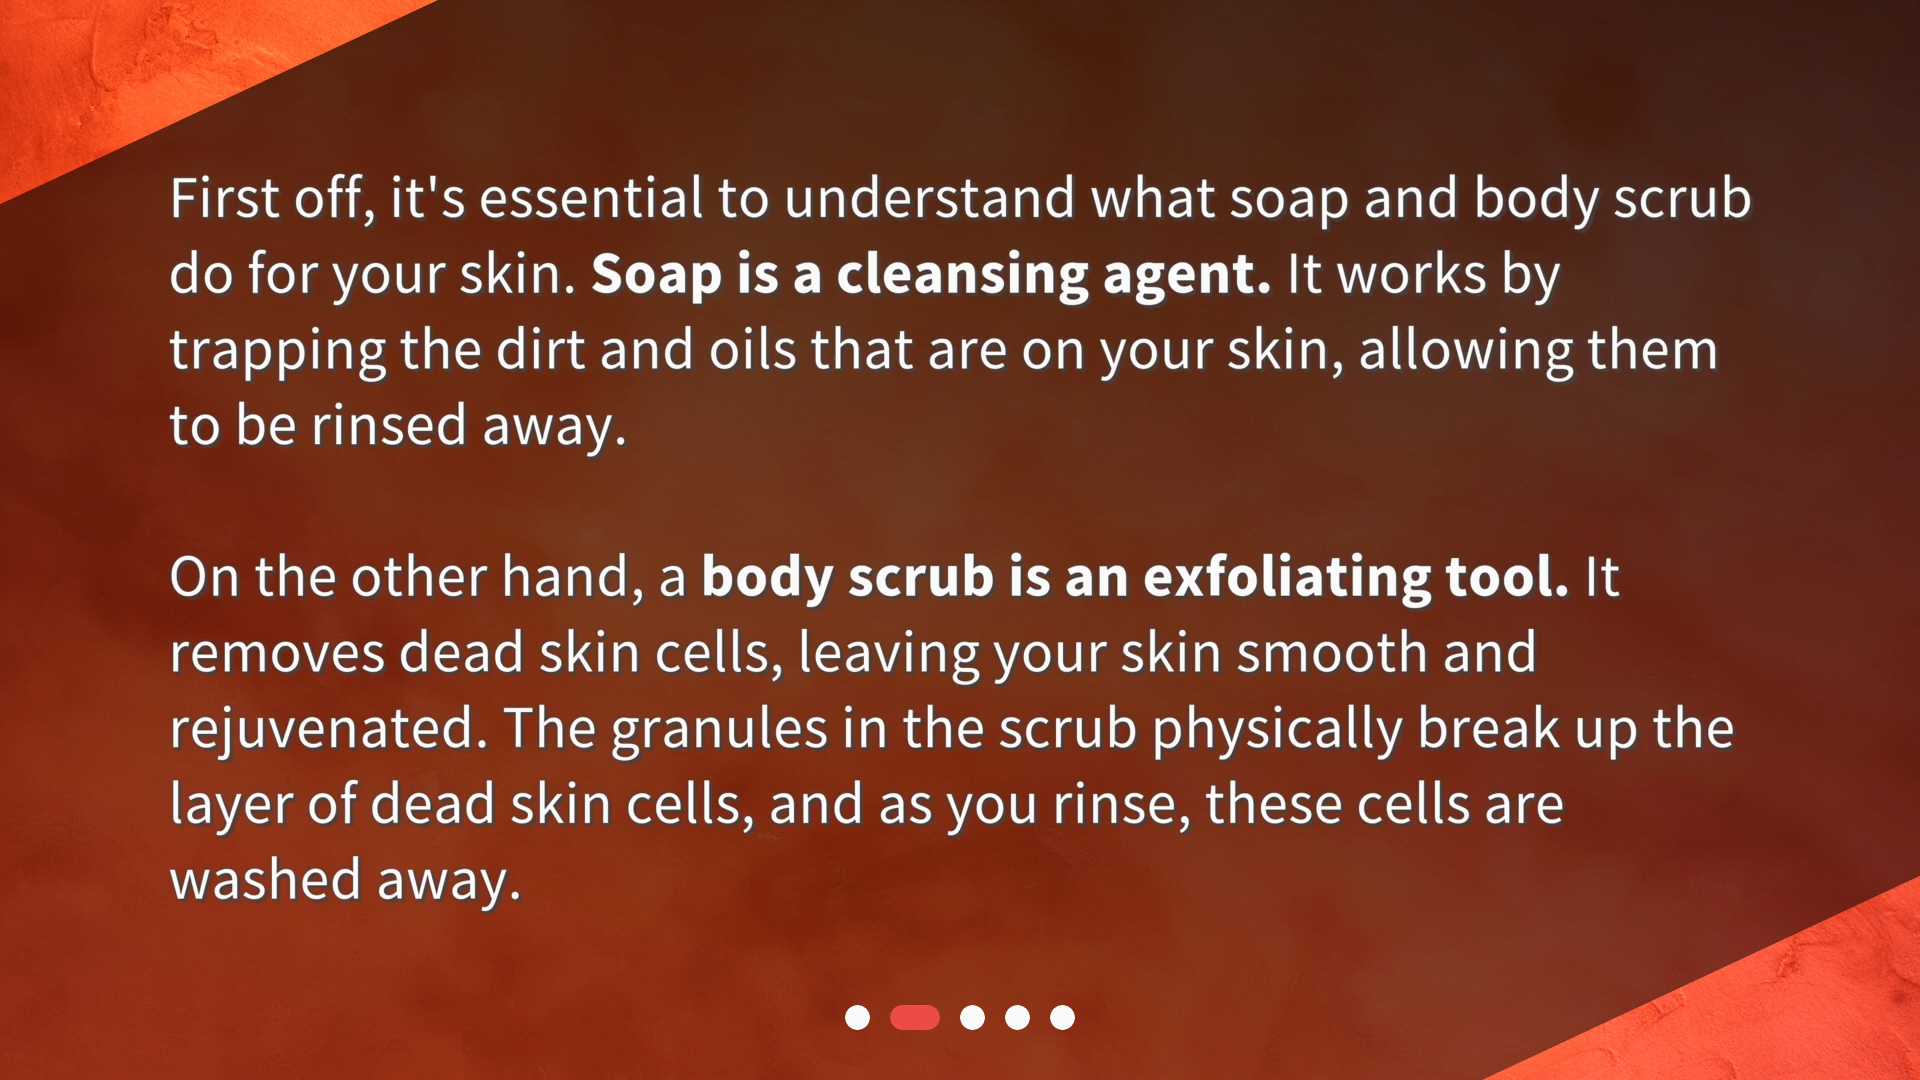 First off, it's essential to understand what soap and body scrub
do for your skin. Soap is a cleansing agent. It works by
trapping the dirt and oils that are on your skin, allowing them
to be rinsed away.
On the other hand, a body scrub is an exfoliating tool. It
removes dead skin cells, leaving your skin smooth and
rejuvenated. The granules in the scrub physically break up the
layer of dead skin cells, and as you rinse, these cells are
washed away.